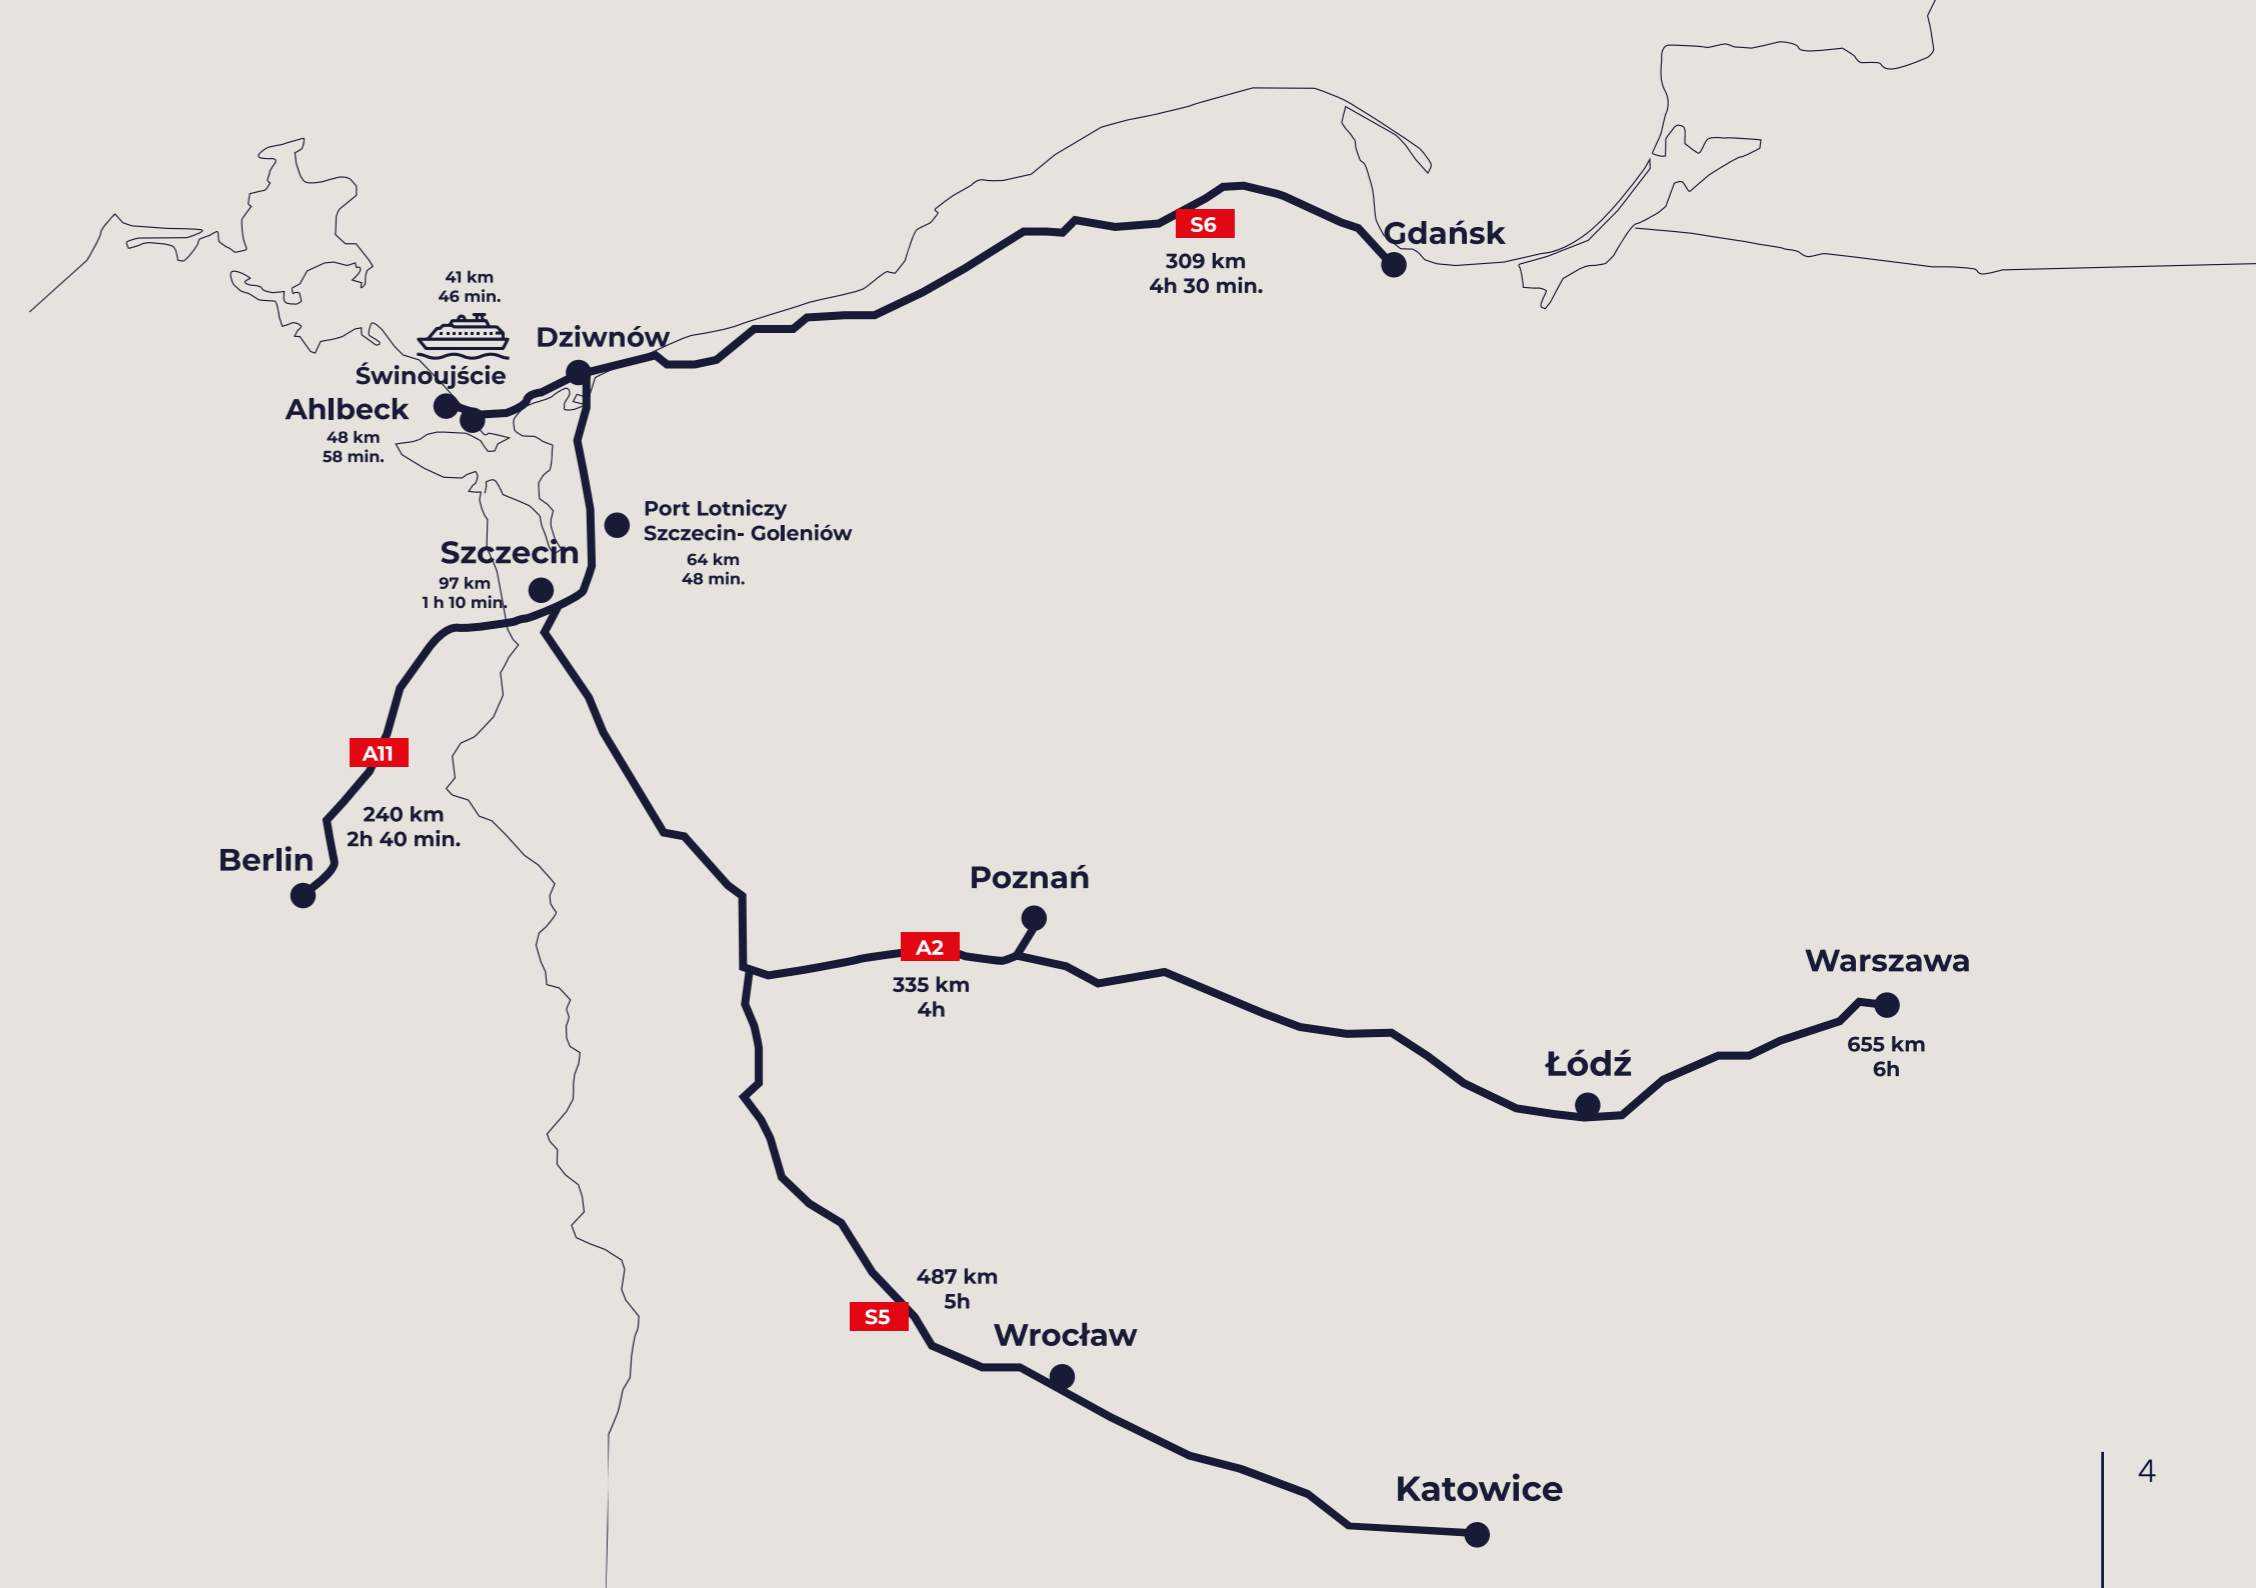 S6
Gdańsk
309 km
4h 30 min.
41 km
46 min.
Dziwnów
Świnoujście
Ahlbeck
48 km
58 min.
Port Lotniczy
Szczecin- Goleniów
64 km
48 min.
Szczecin
97 km
1 h 10 min.
A11
240 km
2h 40 min.
Berlin
Poznań
A2
335 km
4h
Warszawa
655 km
6h
Łódź
487 km
5h
S5
Wrocław
Katowice
4